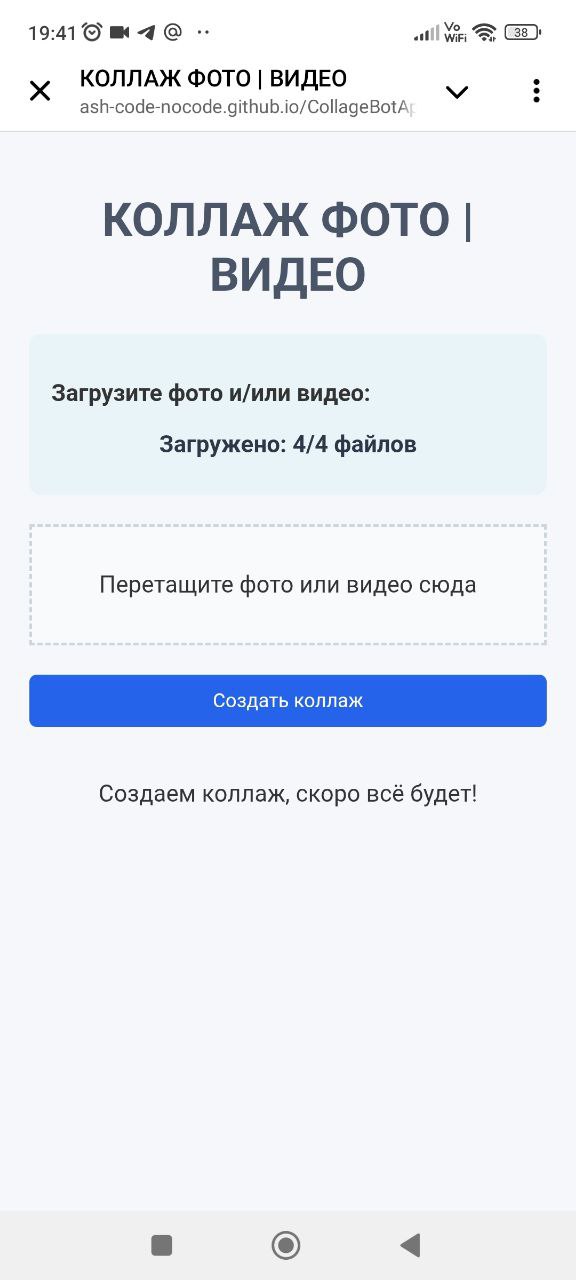 19:41 @ Vo WiFi 38
КОЛЛАЖ ФОТО | ВИДЕО
ash-code-nocode.github.io/CollageBotAp
КОЛЛАЖ ФОТО |
ВИДЕО
Загрузите фото и/или видео:
Загружено: 4/4 файлов
Перетащите фото или видео сюда
Создать коллаж
Создаем коллаж, скоро всё будет!